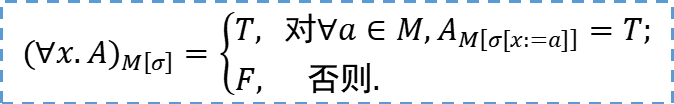 (∀x. A)_{M[σ]} = { T, 对∀a ∈ M, A_{M[σ[x:=a]]} = T;
F, 否则.